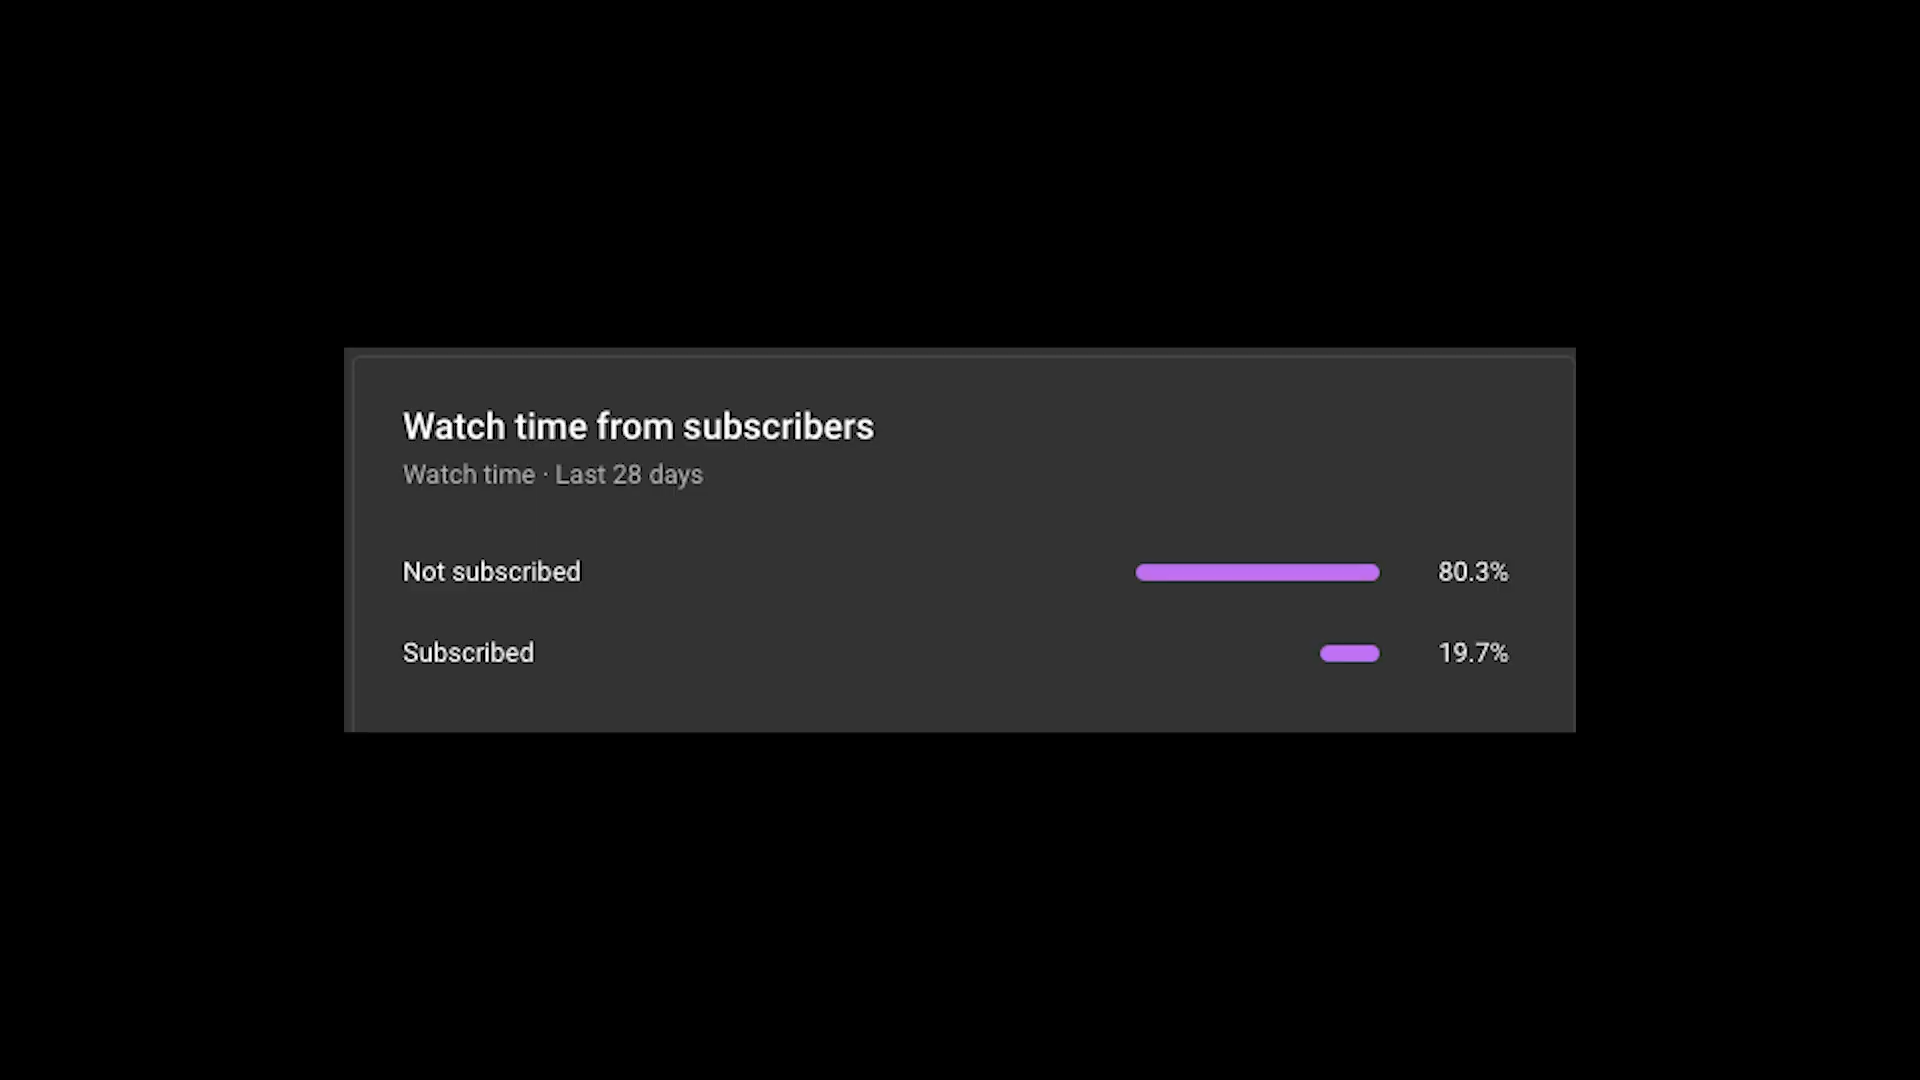 Watch time from subscribers
Watch time · Last 28 days
Not subscribed 80.3%
Subscribed 19.7%